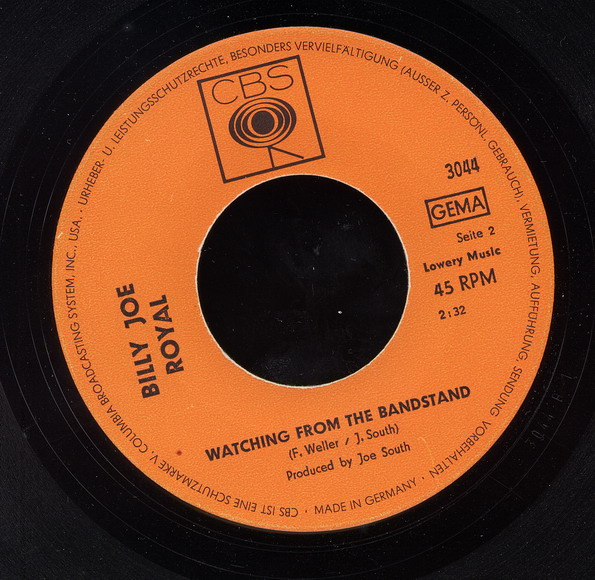 URHEBER- U. LEISTUNGSSCHUTZRECHTE, BESONDERS VERVIELFÄLTIGUNG (AUSSER Z. PERSÖNL. GEBRAUCH), VERMIETUNG, AUFFÜHRUNG, SENDUNG VORBEHALTEN · MADE IN GERMANY · CBS IST EINE SCHUTZMARKE V. COLUMBIA BROADCASTING SYSTEM, INC., USA. ·
CBS
3044
GEMA
Seite 2
Lowery Music
45 RPM
2:32
BILLY JOE
ROYAL
WATCHING FROM THE BANDSTAND
(F. Weller / J. South)
Produced by Joe South